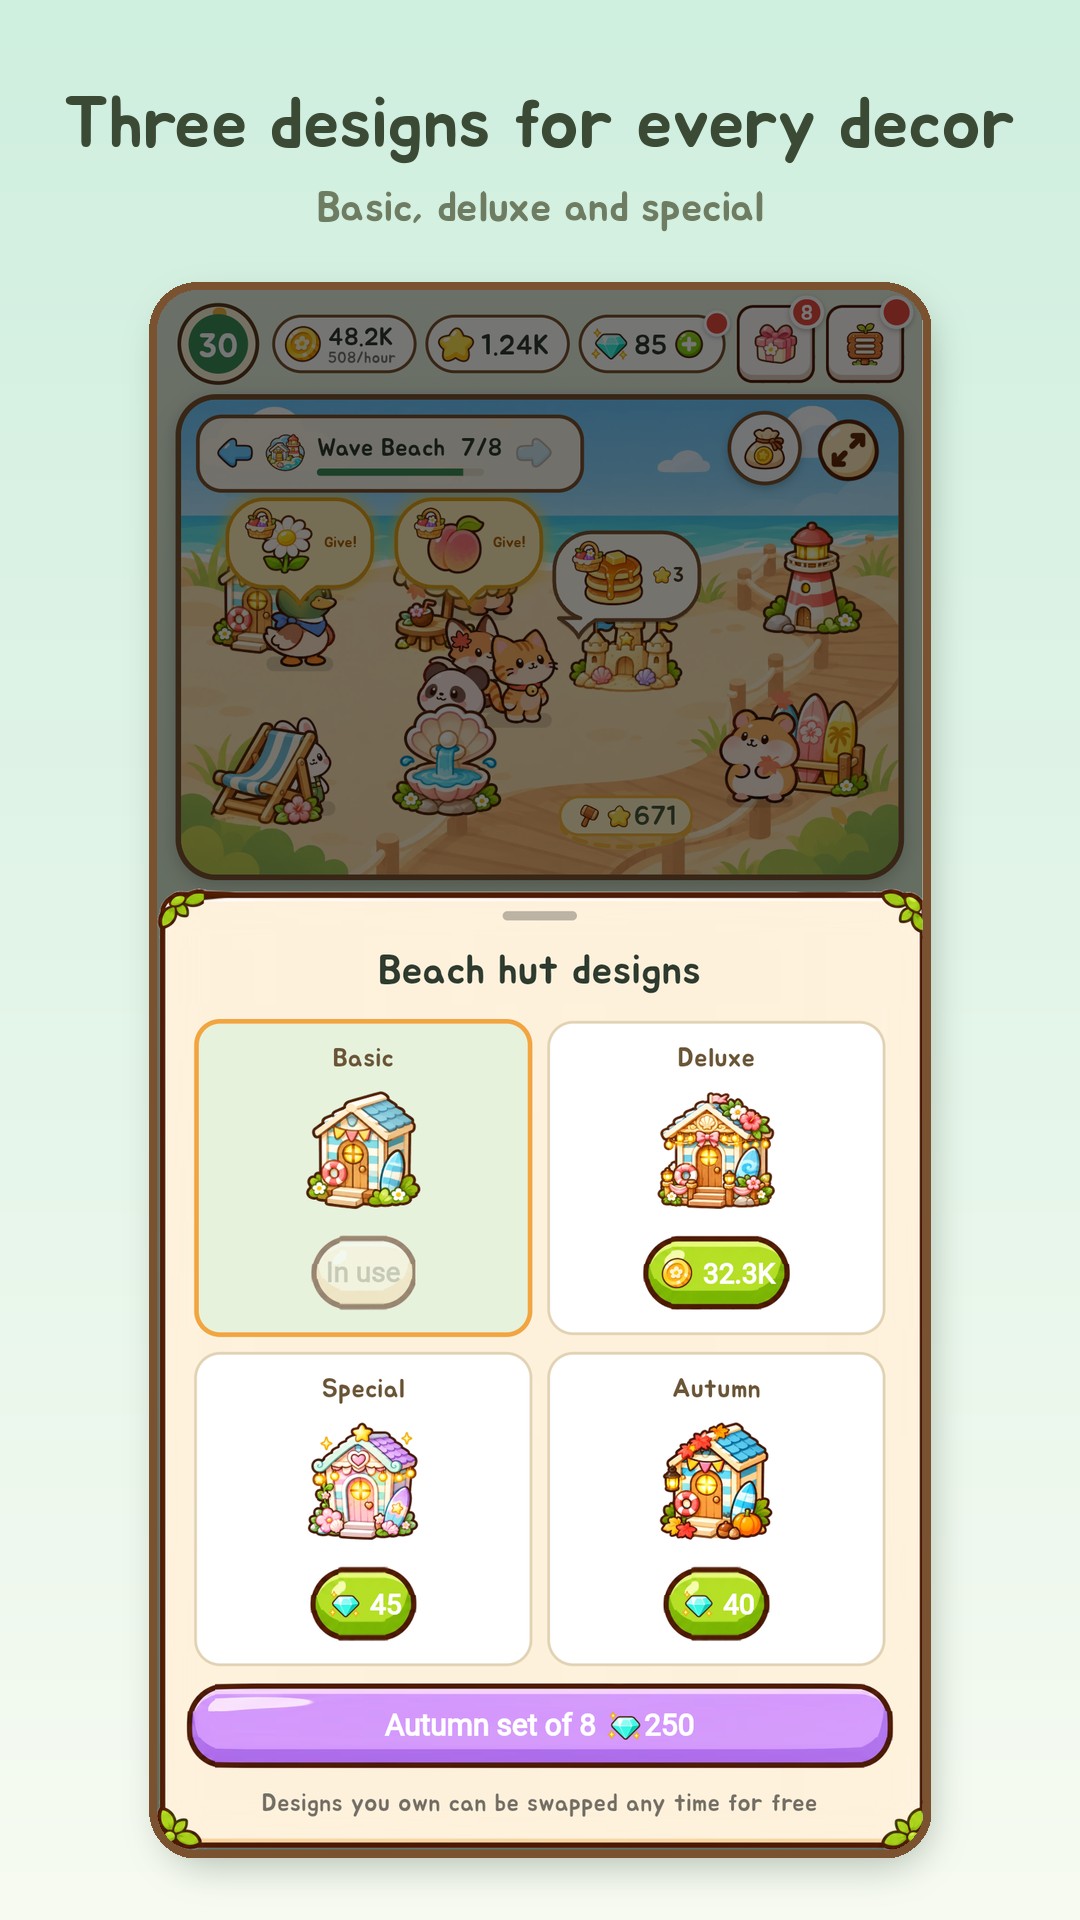 Three designs for every decor
Basic, deluxe and special
30
48.2K
508/hour
1.24K
85
8
Wave Beach 7/8
Give!
Give!
3
671
Beach hut designs
Basic
Deluxe
In use
32.3K
Special
Autumn
45
40
Autumn set of 8 250
Designs you own can be swapped any time for free